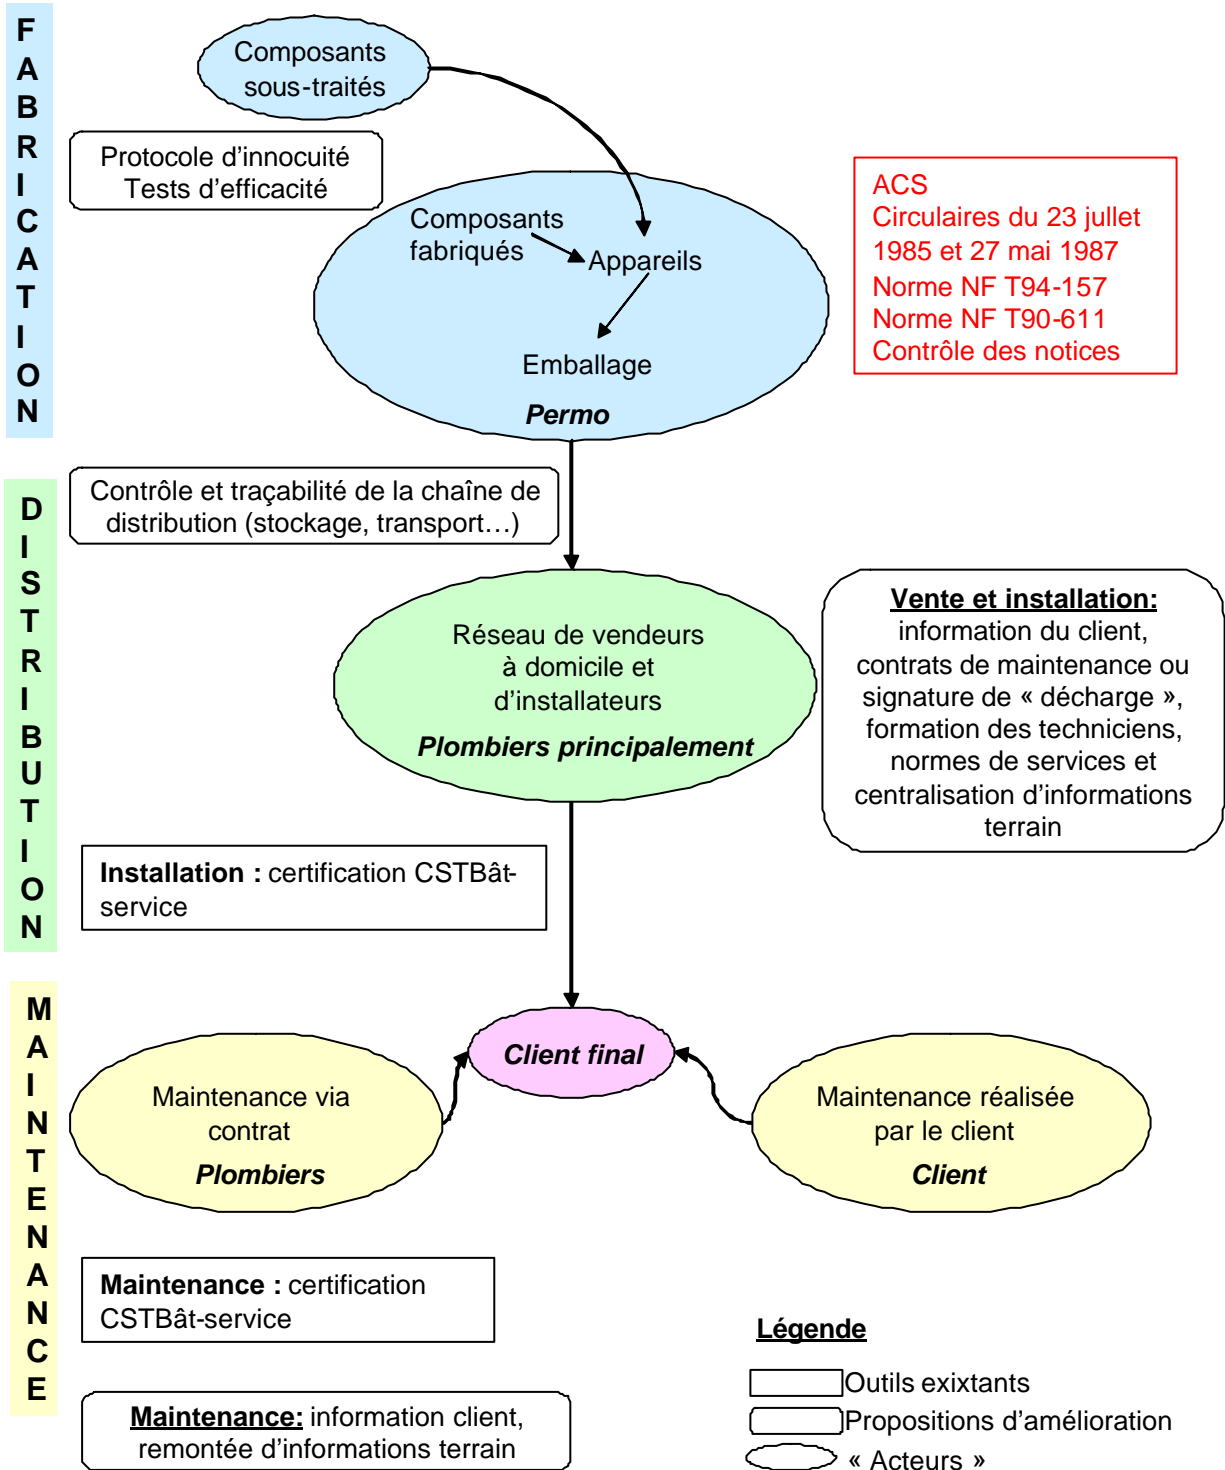 FABRICATION
Composants
sous-traités
Protocole d'innocuité
Tests d'efficacité
Composants
fabriqués
Appareils
Emballage
Permo
ACS
Circulaires du 23 jullet
1985 et 27 mai 1987
Norme NF T94-157
Norme NF T90-611
Contrôle des notices
DISTRIBUTION
Contrôle et traçabilité de la chaîne de
distribution (stockage, transport…)
Réseau de vendeurs
à domicile et
d'installateurs
Plombiers principalement
Vente et installation:
information du client,
contrats de maintenance ou
signature de « décharge »,
formation des techniciens,
normes de services et
centralisation d'informations
terrain
Installation : certification CSTBât-
service
MAINTENANCE
Client final
Maintenance via
contrat
Plombiers
Maintenance réalisée
par le client
Client
Maintenance : certification
CSTBât-service
Maintenance: information client,
remontée d'informations terrain
Légende
Outils exixtants
Propositions d'amélioration
« Acteurs »